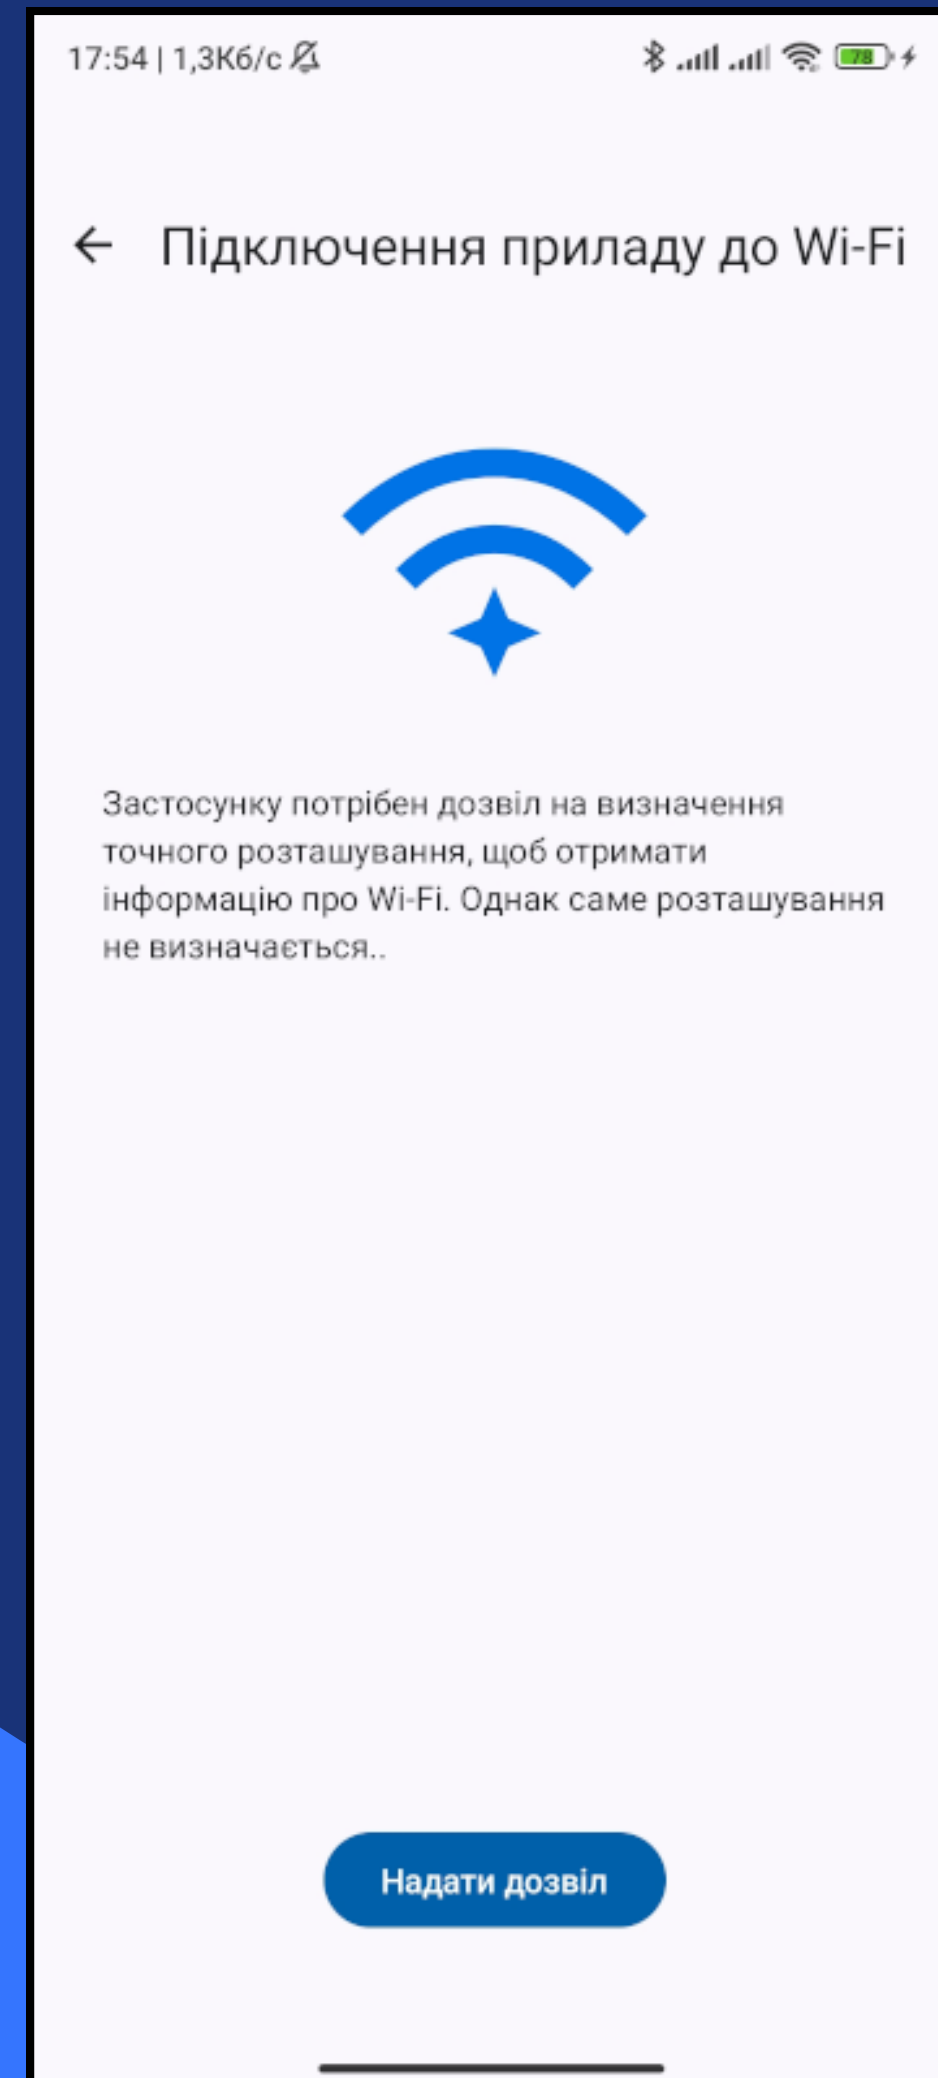 17:54 | 1,3Кб/с
78
Підключення приладу до Wi-Fi
Застосунку потрібен дозвіл на визначення
точного розташування, щоб отримати
інформацію про Wi-Fi. Однак саме розташування
не визначається..
Надати дозвіл